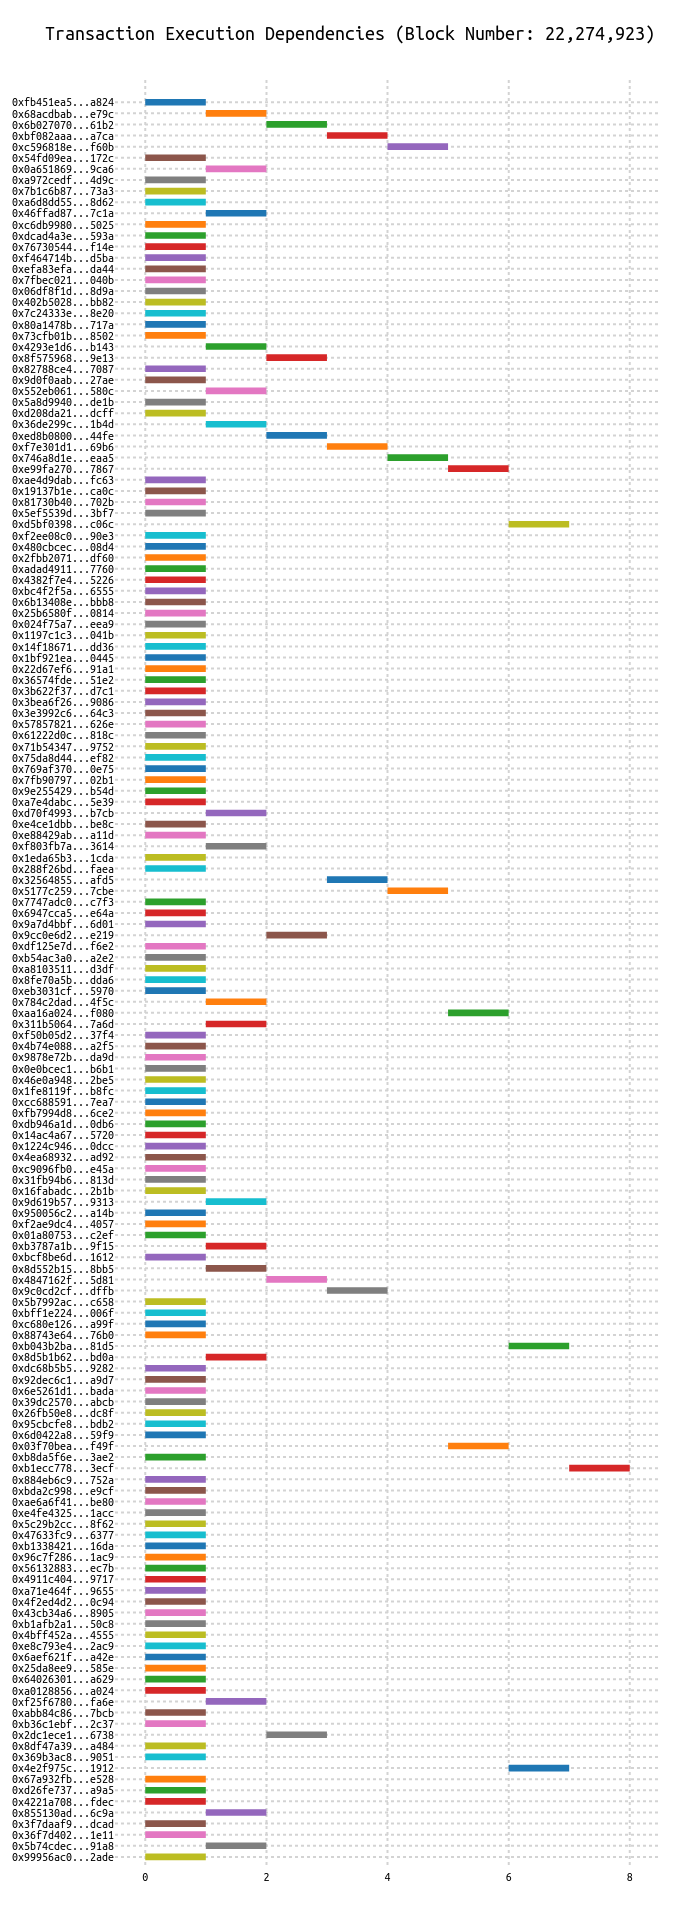 Transaction Execution Dependencies (Block Number: 22,274,923)
0xfb451ea5...a824
0x68acdbab...e79c
0x6b027070...61b2
0xbf082aaa...a7ca
0xc596818e...f60b
0x54fd09ea...172c
0x0a651869...9ca6
0xa972cedf...4d9c
0x7b1c6b87...73a3
0xa6d8dd55...8d62
0x46ffad87...7c1a
0xc6db9980...5025
0xdcad4a3e...593a
0x76730544...f14e
0xf464714b...d5ba
0xefa83efa...da44
0x7fbec021...040b
0x06df8f1d...8d9a
0x402b5028...bb82
0x7c24333e...8e20
0x80a1478b...717a
0x73cfb01b...8502
0x4293e1d6...b143
0x8f575968...9e13
0x82788ce4...7087
0x9d0f0aab...27ae
0x552eb061...580c
0x5a8d9940...de1b
0xd208da21...dcff
0x36de299c...1b4d
0xed8b0800...44fe
0xf7e301d1...69b6
0x746a8d1e...eaa5
0xe99fa270...7867
0xae4d9dab...fc63
0x19137b1e...ca0c
0x81730b40...702b
0x5ef5539d...3bf7
0xd5bf0398...c06c
0xf2ee08c0...90e3
0x480cbcec...08d4
0x2fbb2071...df60
0xadad4911...7760
0x4382f7e4...5226
0xbc4f2f5a...6555
0x6b13408e...bbb8
0x25b6580f...0814
0x024f75a7...eea9
0x1197c1c3...041b
0x14f18671...dd36
0x1bf921ea...0445
0x22d67ef6...91a1
0x36574fde...51e2
0x3b622f37...d7c1
0x3bea6f26...9086
0x3e3992c6...64c3
0x57857821...626e
0x61222d0c...818c
0x71b54347...9752
0x75da8d44...ef82
0x769af370...0e75
0x7fb90797...02b1
0x9e255429...b54d
0xa7e4dabc...5e39
0xd70f4993...b7cb
0xe4ce1dbb...be8c
0xe88429ab...a11d
0xf803fb7a...3614
0x1eda65b3...1cda
0x288f26bd...faea
0x32564855...afd5
0x5177c259...7cbe
0x7747adc0...c7f3
0x6947cca5...e64a
0x9a7d4bbf...6d01
0x9cc0e6d2...e219
0xdf125e7d...f6e2
0xb54ac3a0...a2e2
0xa8103511...d3df
0x8fe70a5b...dda6
0xeb3031cf...5970
0x784c2dad...4f5c
0xaa16a024...f080
0x311b5064...7a6d
0xf50b05d2...37f4
0x4b74e088...a2f5
0x9878e72b...da9d
0x0e0bcec1...b6b1
0x46e0a948...2be5
0x1fe8119f...b8fc
0xcc688591...7ea7
0xfb7994d8...6ce2
0xdb946a1d...0db6
0x14ac4a67...5720
0x1224c946...0dcc
0x4ea68932...ad92
0xc9096fb0...e45a
0x31fb94b6...813d
0x16fabadc...2b1b
0x9d619b57...9313
0x950056c2...a14b
0xf2ae9dc4...4057
0x01a80753...c2ef
0xb3787a1b...9f15
0xbcf8be6d...1612
0x8d552b15...8bb5
0x4847162f...5d81
0x9c0cd2cf...dffb
0x5b7992ac...c658
0xbff1e224...006f
0xc680e126...a99f
0x88743e64...76b0
0xb043b2ba...81d5
0x8d5b1b62...bd0a
0xdc68b5b5...9282
0x92dec6c1...a9d7
0x6e5261d1...bada
0x39dc2570...abcb
0x26fb50e8...dc8f
0x95cbcfe8...bdb2
0x6d0422a8...59f9
0x03f70bea...f49f
0xb8da5f6e...3ae2
0xb1ecc778...3ecf
0x884eb6c9...752a
0xbda2c998...e9cf
0xae6a6f41...be80
0xe4fe4325...1acc
0x5c29b2cc...8f62
0x47633fc9...6377
0xb1338421...16da
0x96c7f286...1ac9
0x56132883...ec7b
0x4911c404...9717
0xa71e464f...9655
0x4f2ed4d2...0c94
0x43cb34a6...8905
0xb1afb2a1...50c8
0x4bff452a...4555
0xe8c793e4...2ac9
0x6aef621f...a42e
0x25da8ee9...585e
0x64026301...a629
0xa0128856...a024
0xf25f6780...fa6e
0xabb84c86...7bcb
0xb36c1ebf...2c37
0x2dc1ece1...6738
0x8df47a39...a484
0x369b3ac8...9051
0x4e2f975c...1912
0x67a932fb...e528
0xd26fe737...a9a5
0x4221a708...fdec
0x855130ad...6c9a
0x3f7daaf9...dcad
0x36f7d402...1e11
0x5b74cdec...91a8
0x99956ac0...2ade
0 2 4 6 8